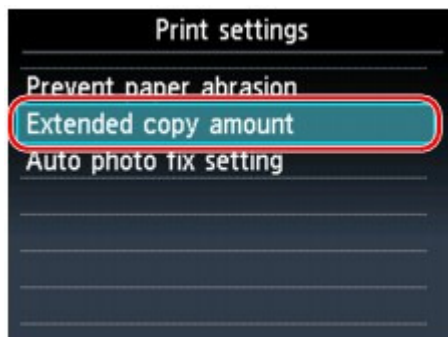 Print settings
Prevent paper abrasion
Extended copy amount
Auto photo fix setting